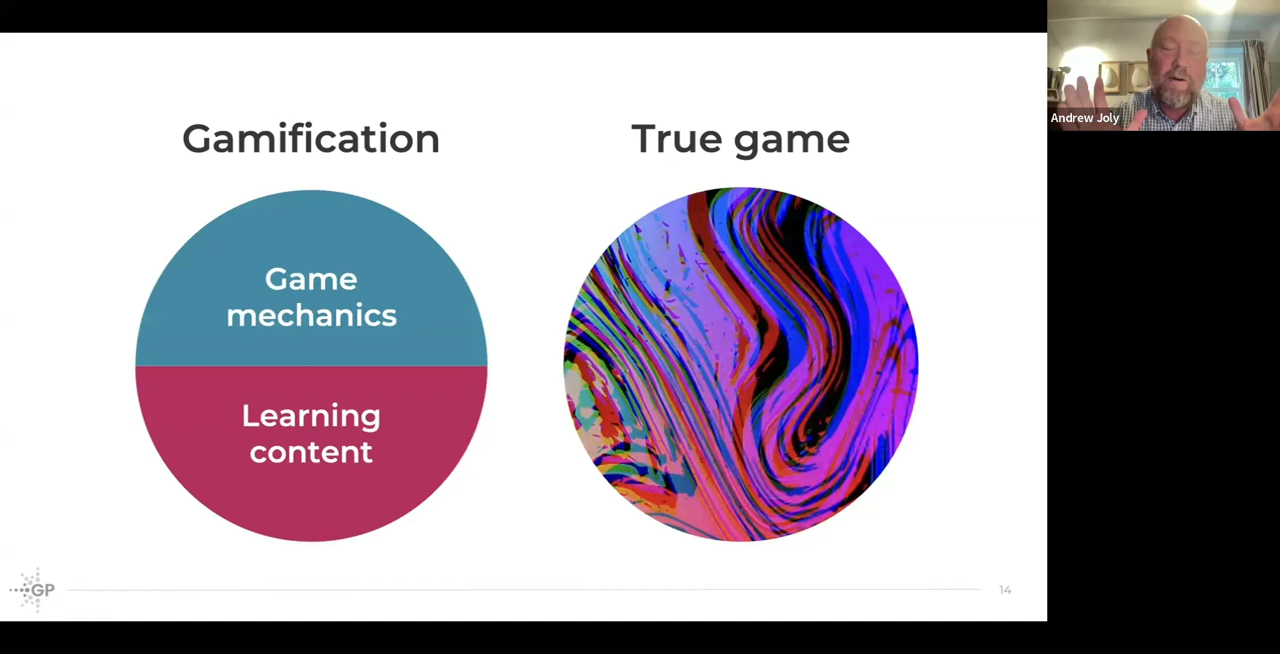 Gamification
True game
Game
mechanics
Learning
content
GP
14
Andrew Joly